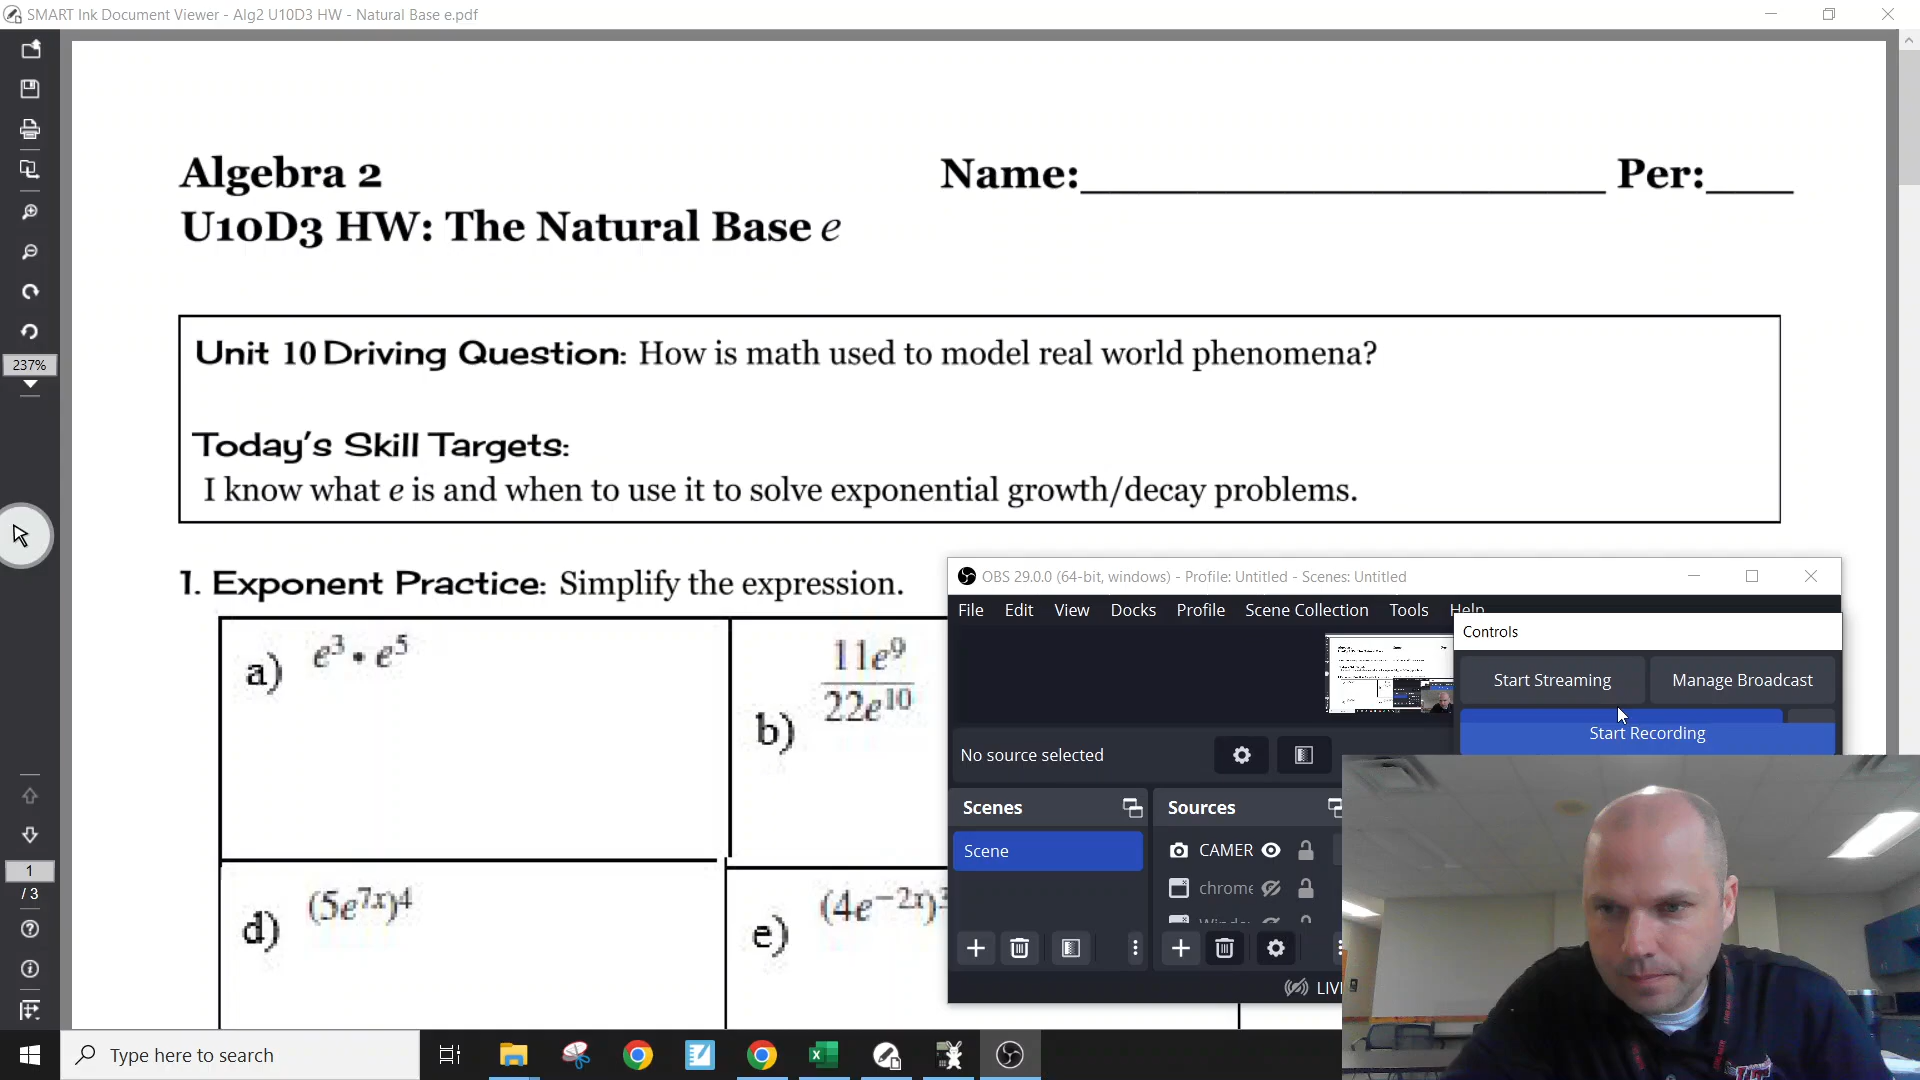 SMART Ink Document Viewer - Alg2 U10D3 HW - Natural Base e.pdf
Algebra 2
Name:____________________ Per:____
U10D3 HW: The Natural Base e
Unit 10 Driving Question: How is math used to model real world phenomena?
Today's Skill Targets:
I know what e is and when to use it to solve exponential growth/decay problems.
237%
1. Exponent Practice: Simplify the expression.
a) e³ • e⁵
b) 11e⁹
22e¹⁰
d) (5e⁷ˣ)⁴
e) (4e⁻²ˣ)³
1
/ 3
OBS 29.0.0 (64-bit, windows) - Profile: Untitled - Scenes: Untitled
File Edit View Docks Profile Scene Collection Tools Help
Controls
Start Streaming
Manage Broadcast
Start Recording
No source selected
Scenes
Sources
Scene
CAMER
chrome
LIVE
Type here to search